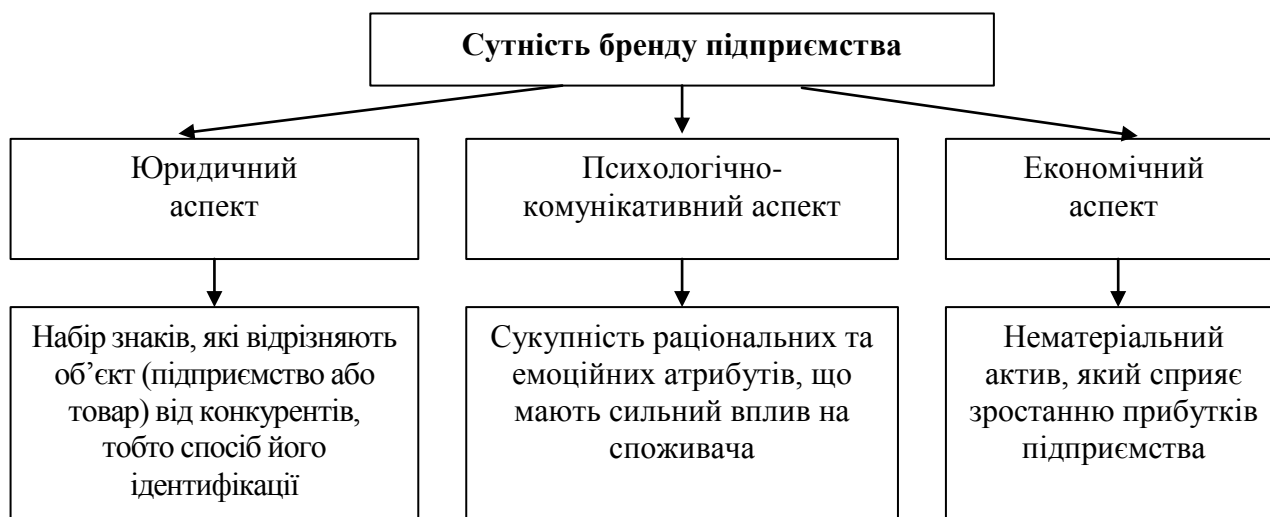 Сутність бренду підприємства
Юридичний
аспект
Психологічно-
комунікативний аспект
Економічний
аспект
Набір знаків, які відрізняють
об’єкт (підприємство або
товар) від конкурентів,
тобто спосіб його
ідентифікації
Сукупність раціональних та
емоційних атрибутів, що
мають сильний вплив на
споживача
Нематеріальний
актив, який сприяє
зростанню прибутків
підприємства